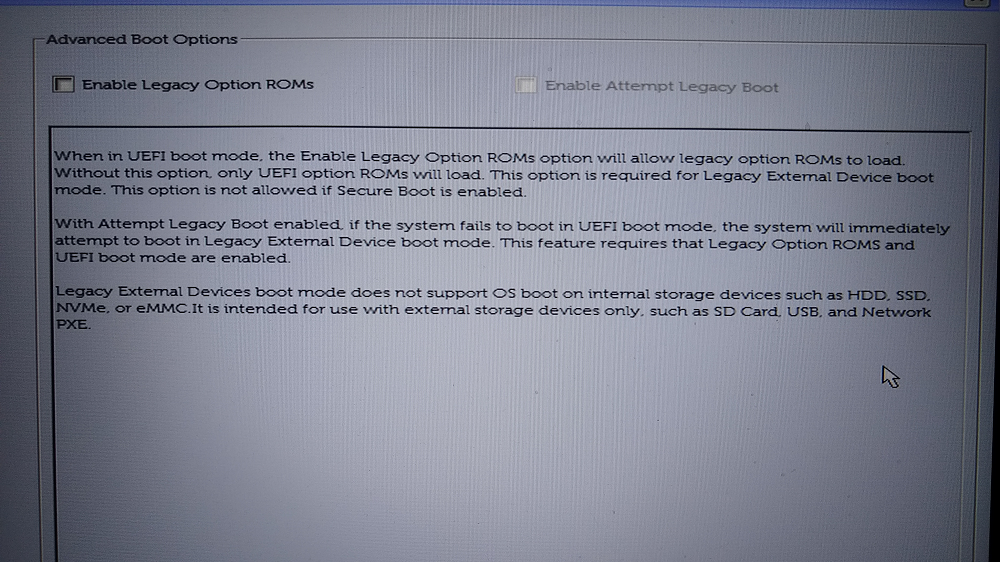 Advanced Boot Options
Enable Legacy Option ROMs
Enable Attempt Legacy Boot
When in UEFI boot mode, the Enable Legacy Option ROMs option will allow legacy option ROMs to load.
Without this option, only UEFI option ROMs will load. This option is required for Legacy External Device boot
mode. This option is not allowed if Secure Boot is enabled.
With Attempt Legacy Boot enabled, if the system fails to boot in UEFI boot mode, the system will immediately
attempt to boot in Legacy External Device boot mode. This feature requires that Legacy Option ROMS and
UEFI boot mode are enabled.
Legacy External Devices boot mode does not support OS boot on internal storage devices such as HDD, SSD,
NVMe, or eMMC.It is intended for use with external storage devices only, such as SD Card, USB, and Network
PXE.